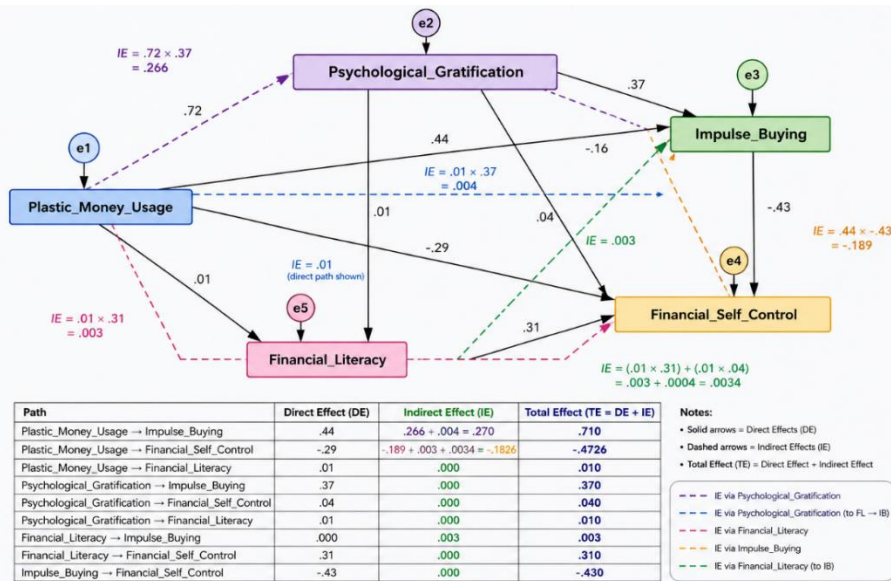 e2
IE = .72 × .37
= .266
Psychological_Gratification
e3
.37
.72
Impulse_Buying
.44
-.16
e1
IE = .01 × .37
= .004
Plastic_Money_Usage
.01
.04
-.43
IE = .003
IE = .44 × -.43
= -.189
-.29
e4
.01
IE = .01
(direct path shown)
e5
Financial_Self_Control
IE = .01 × .31
= .003
.31
Financial_Literacy
IE = (.01 × .31) + (.01 × .04)
= .003 + .0004 = .0034
Path Direct Effect (DE) Indirect Effect (IE) Total Effect (TE = DE + IE)
Plastic_Money_Usage → Impulse_Buying .44 .266 + .004 = .270 .710
Plastic_Money_Usage → Financial_Self_Control -.29 -.189 + .003 + .0034 = -.1826 -.4726
Plastic_Money_Usage → Financial_Literacy .01 .000 .010
Psychological_Gratification → Impulse_Buying .37 .000 .370
Psychological_Gratification → Financial_Self_Control .04 .000 .040
Psychological_Gratification → Financial_Literacy .01 .000 .010
Financial_Literacy → Impulse_Buying .000 .003 .003
Financial_Literacy → Financial_Self_Control .31 .000 .310
Impulse_Buying → Financial_Self_Control -.43 .000 -.430
Notes:
• Solid arrows = Direct Effects (DE)
• Dashed arrows = Indirect Effects (IE)
• Total Effect (TE) = Direct Effect + Indirect Effect
IE via Psychological_Gratification
IE via Psychological_Gratification (to FL → IB)
IE via Financial_Literacy
IE via Impulse_Buying
IE via Financial_Literacy (to IB)